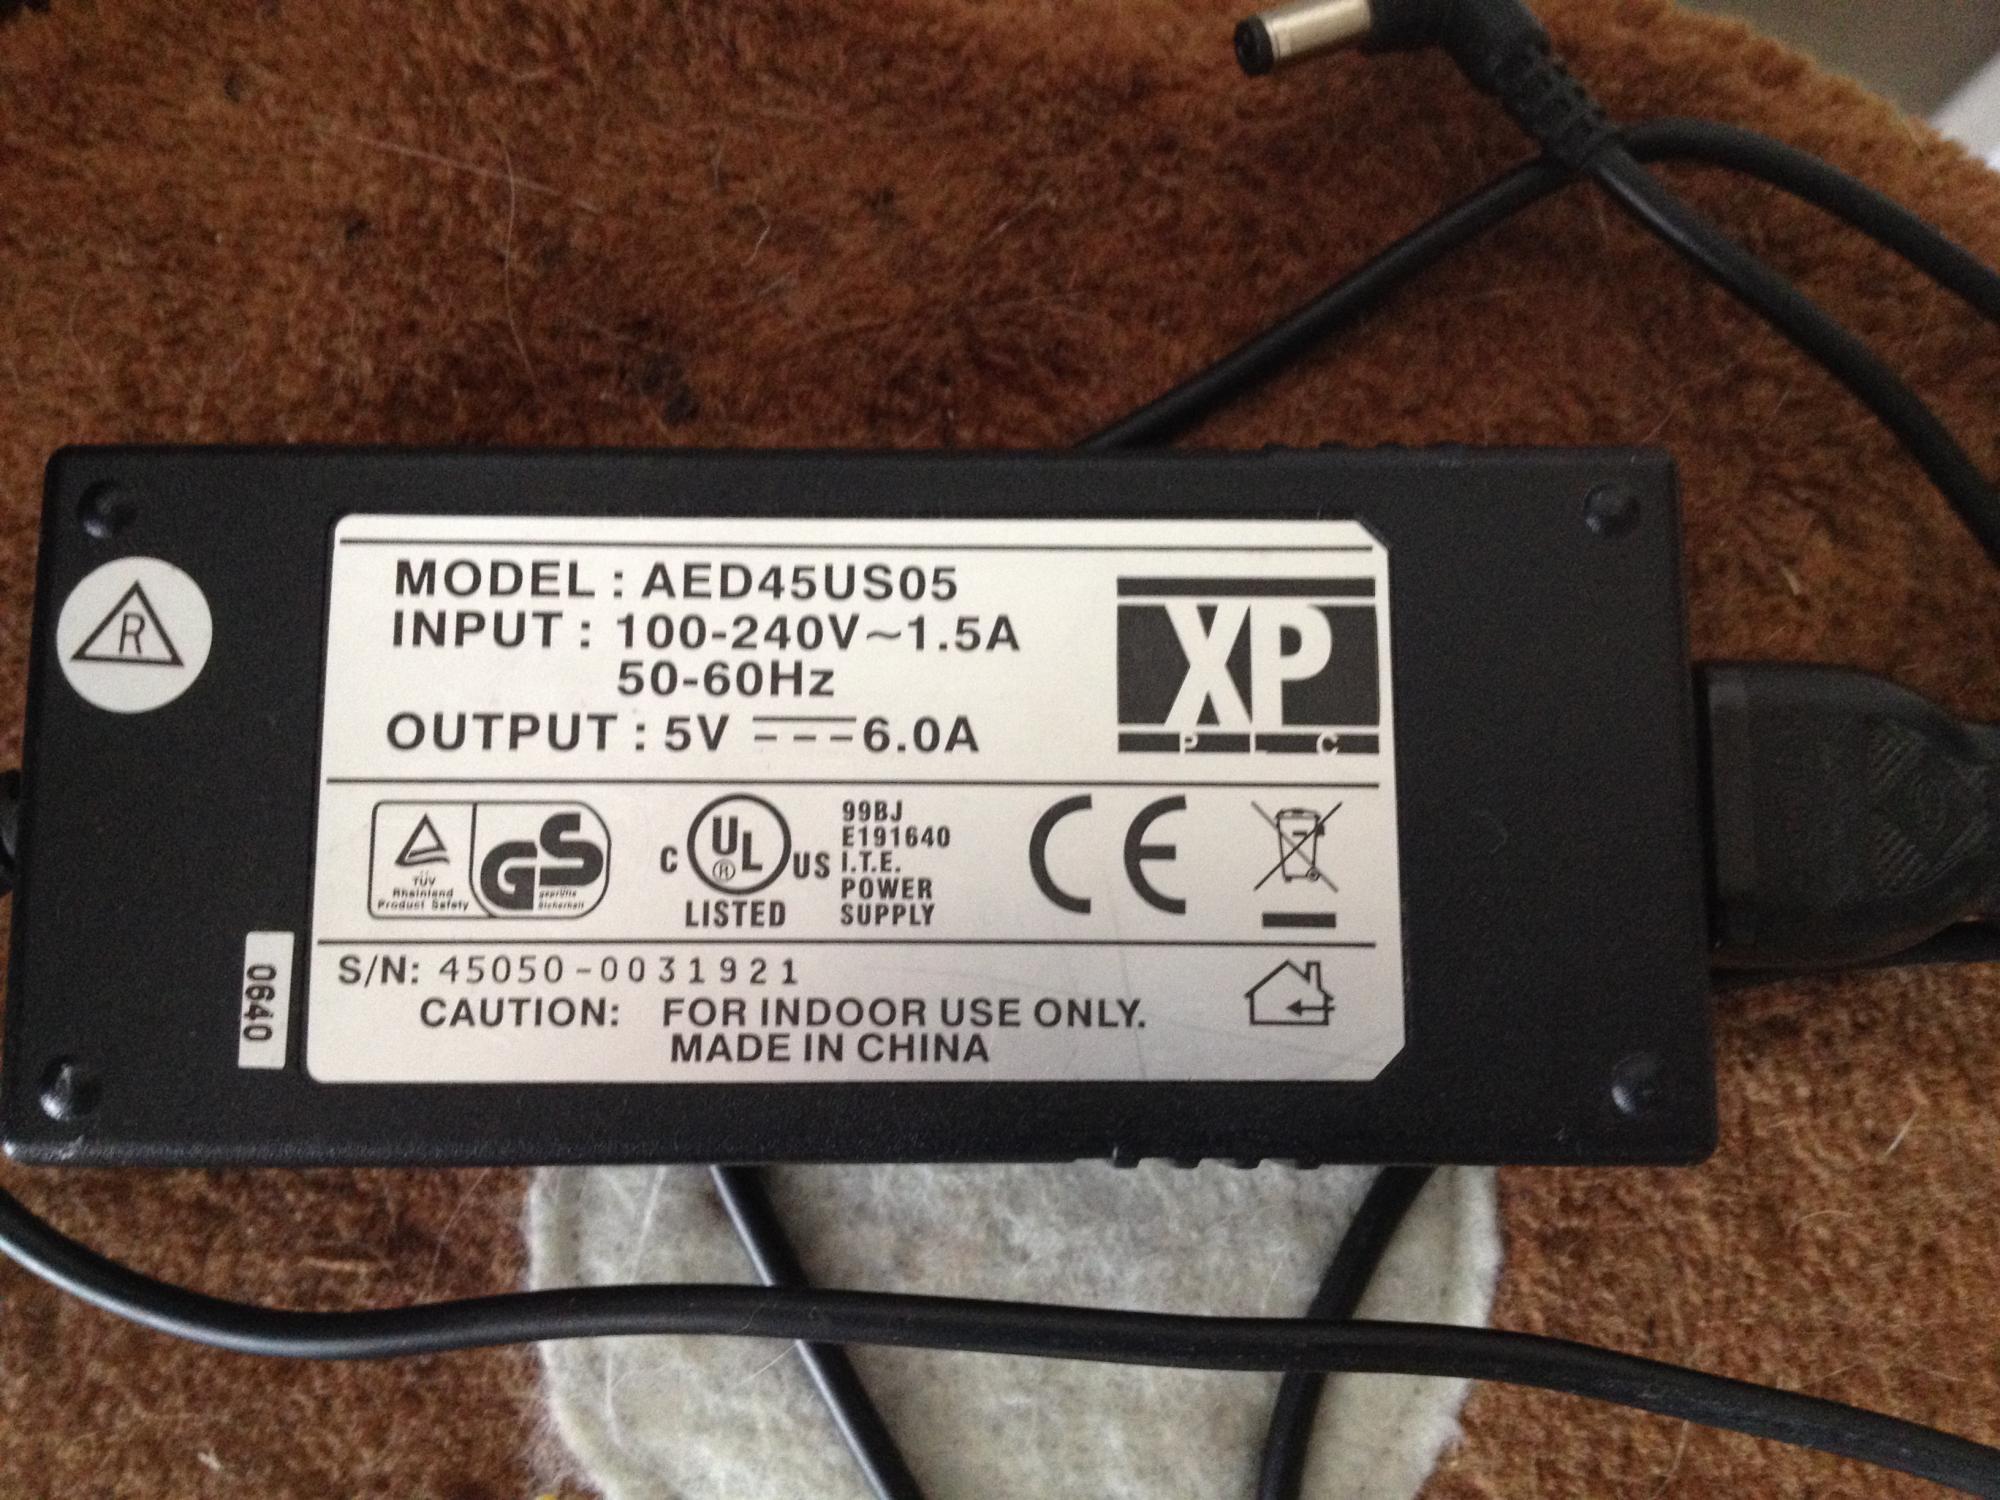 MODEL : AED45US05
INPUT : 100-240V~1.5A
50-60Hz
OUTPUT : 5V ⎓ 6.0A
XP
PLC
R
TÜV
Rheinland
Product Safety
GS
geprüfte
Sicherheit
C UL US
®
LISTED
99BJ
E191640
I.T.E.
POWER
SUPPLY
CE
0640
S/N: 45050-0031921
CAUTION: FOR INDOOR USE ONLY.
MADE IN CHINA